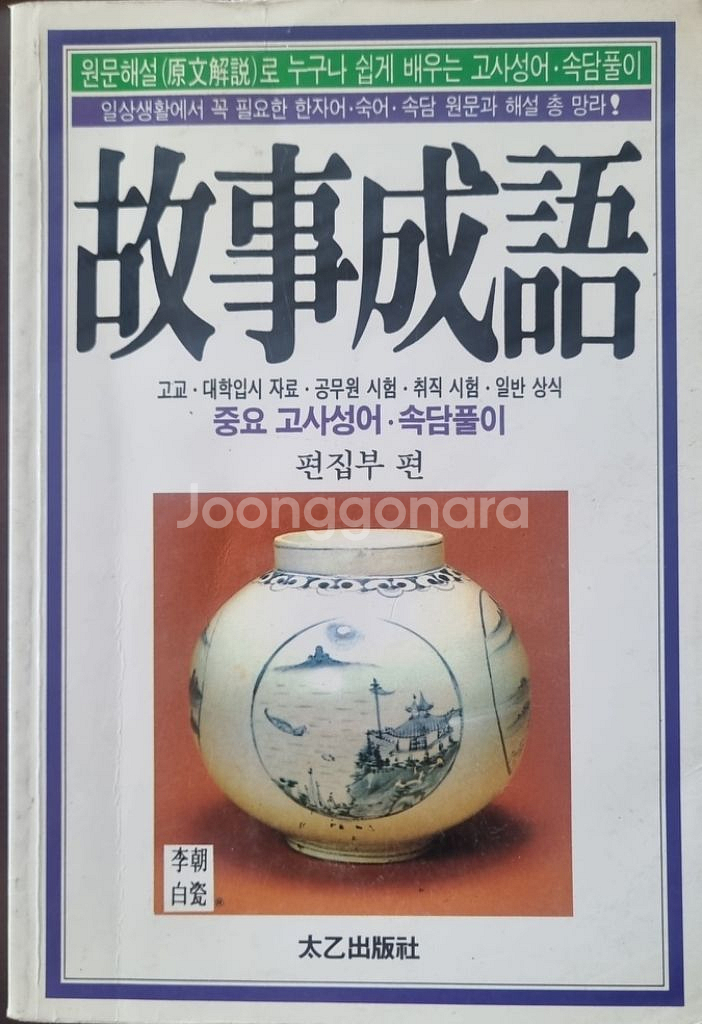 원문해설(原文解説)로 누구나 쉽게 배우는 고사성어·속담풀이
일상생활에서 꼭 필요한 한자어·숙어·속담 원문과 해설 총 망라!
故事成語
고교·대학입시 자료·공무원 시험·취직 시험·일반 상식
중요 고사성어·속담풀이
편집부 편
Joonggonara
李朝
白瓷
太乙出版社